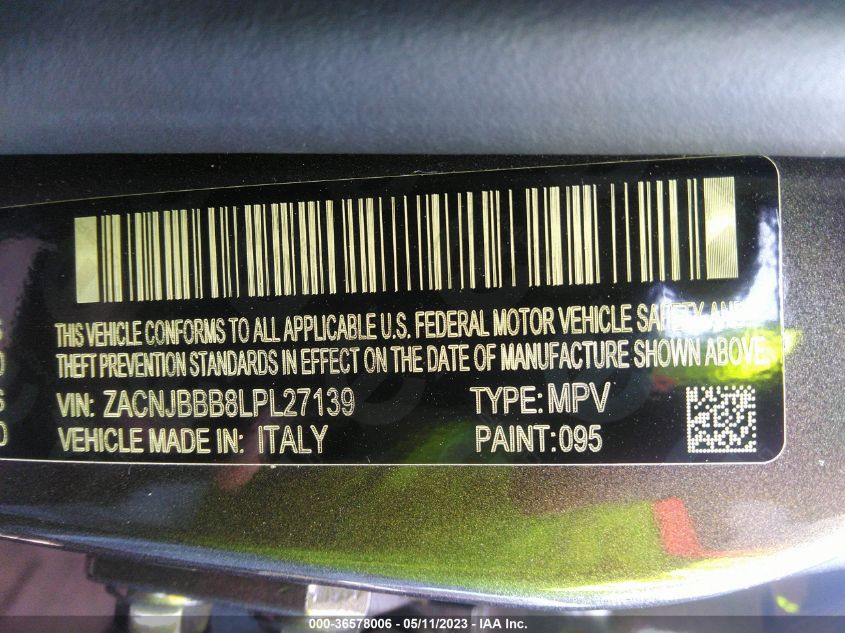 THIS VEHICLE CONFORMS TO ALL APPLICABLE U.S. FEDERAL MOTOR VEHICLE SAFETY AND
THEFT PREVENTION STANDARDS IN EFFECT ON THE DATE OF MANUFACTURE SHOWN ABOVE.
VIN: ZACNJBBB8LPL27139 TYPE: MPV
VEHICLE MADE IN: ITALY PAINT: 095
000-36578006 - 05/11/2023 - IAA Inc.